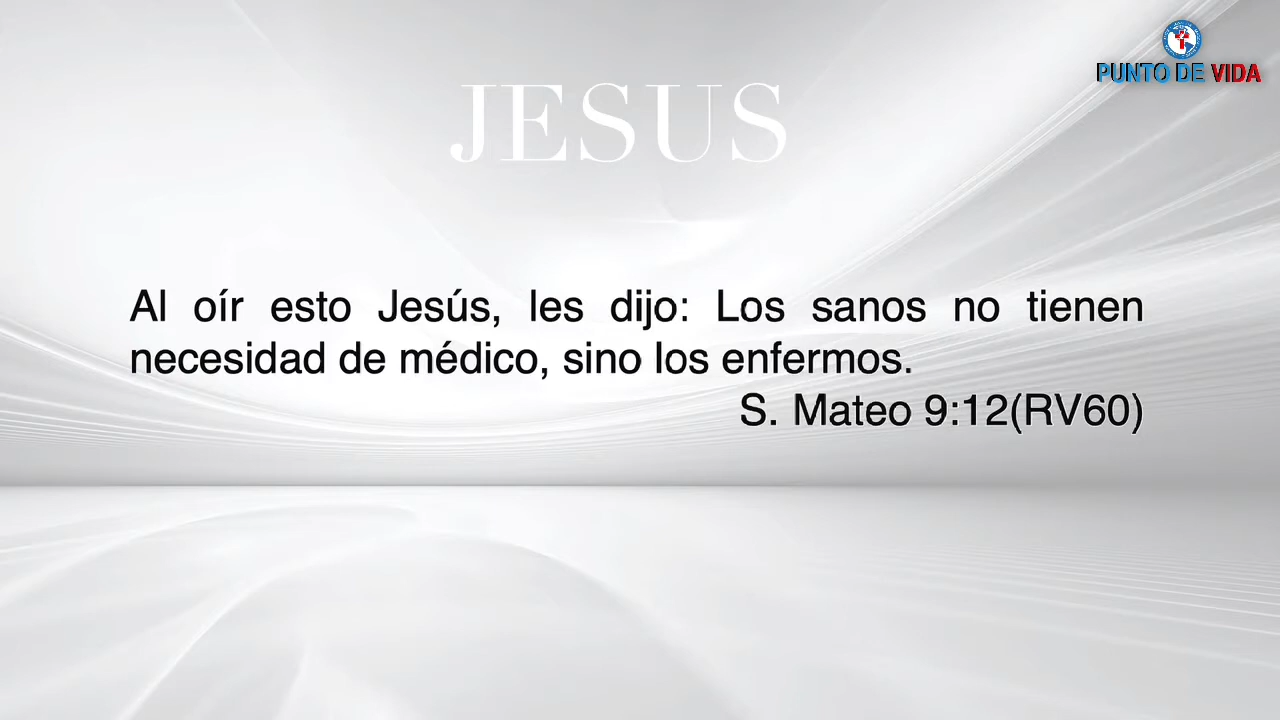 PUNTO DE VIDA
JESUS
Al oír esto Jesús, les dijo: Los sanos no tienen
necesidad de médico, sino los enfermos.
S. Mateo 9:12(RV60)